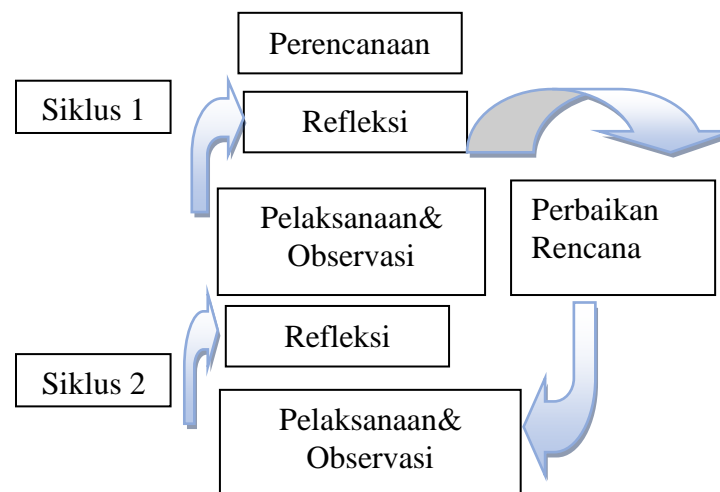 Perencanaan
Siklus 1
Refleksi
Pelaksanaan&
Observasi
Perbaikan
Rencana
Refleksi
Siklus 2
Pelaksanaan&
Observasi